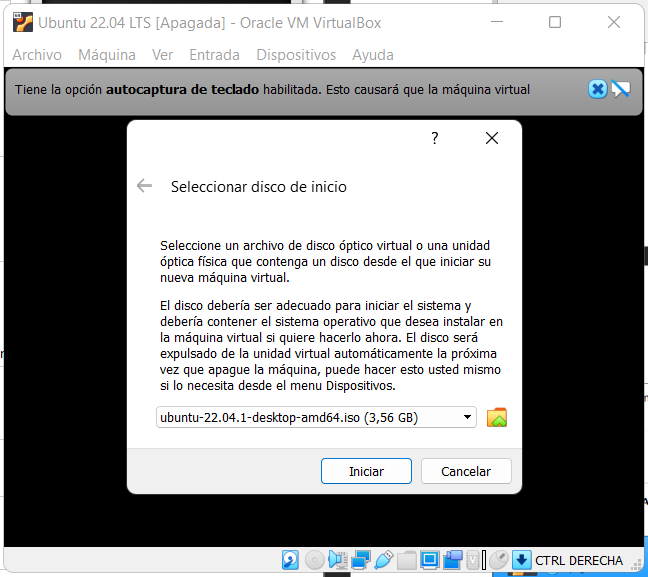 Ubuntu 22.04 LTS [Apagada] - Oracle VM VirtualBox
Archivo Máquina Ver Entrada Dispositivos Ayuda
Tiene la opción autocaptura de teclado habilitada. Esto causará que la máquina virtual
?
Seleccionar disco de inicio
Seleccione un archivo de disco óptico virtual o una unidad
óptica física que contenga un disco desde el que iniciar su
nueva máquina virtual.
El disco debería ser adecuado para iniciar el sistema y
debería contener el sistema operativo que desea instalar en
la máquina virtual si quiere hacerlo ahora. El disco será
expulsado de la unidad virtual automáticamente la próxima
vez que apague la máquina, puede hacer esto usted mismo
si lo necesita desde el menu Dispositivos.
ubuntu-22.04.1-desktop-amd64.iso (3,56 GB)
Iniciar Cancelar
CTRL DERECHA